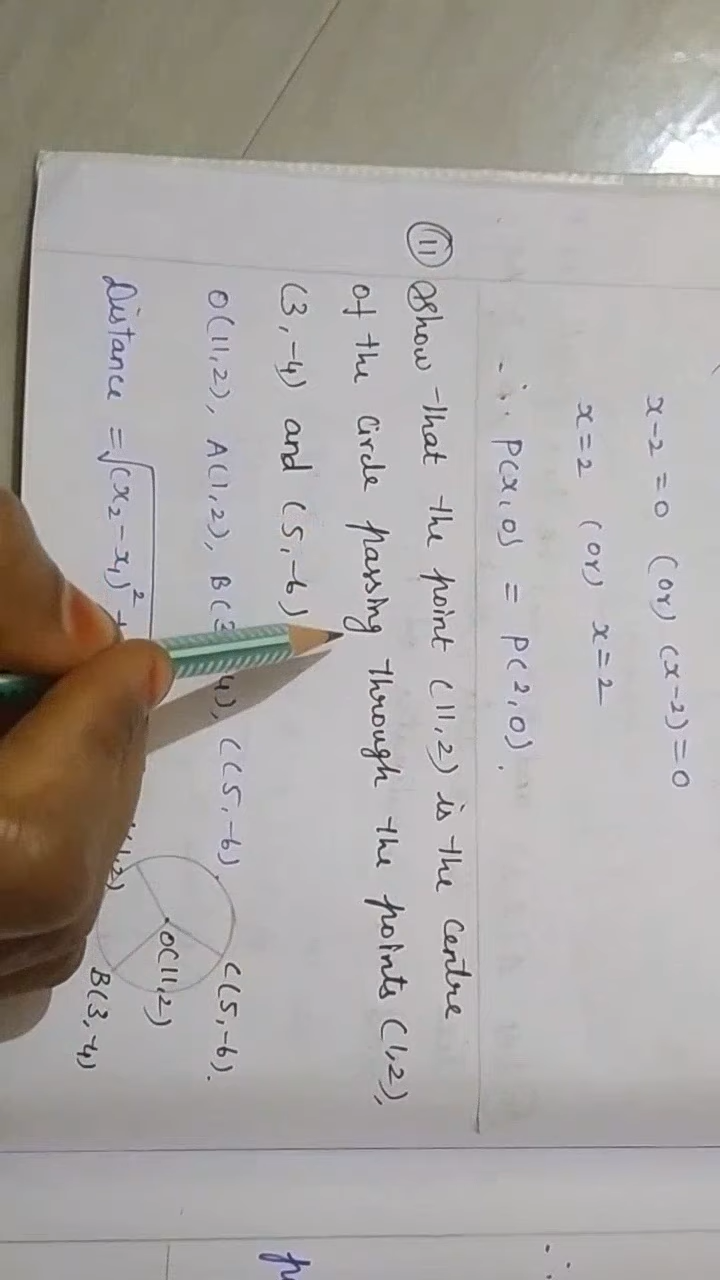 x-2=0 (or) (x-2)=0
x=2 (or) x=2
∴ P(x,0) = P(2,0).
(11) Show that the point (11,2) is the centre
of the circle passing through the points (1,2),
(3,-4) and (5,-6)
O(11,2), A(1,2), B(3 4), C(5,-6).
Distance = √(x₂-x₁)² +
C(5,-6).
O(11,2)
B(3,-4)
∴